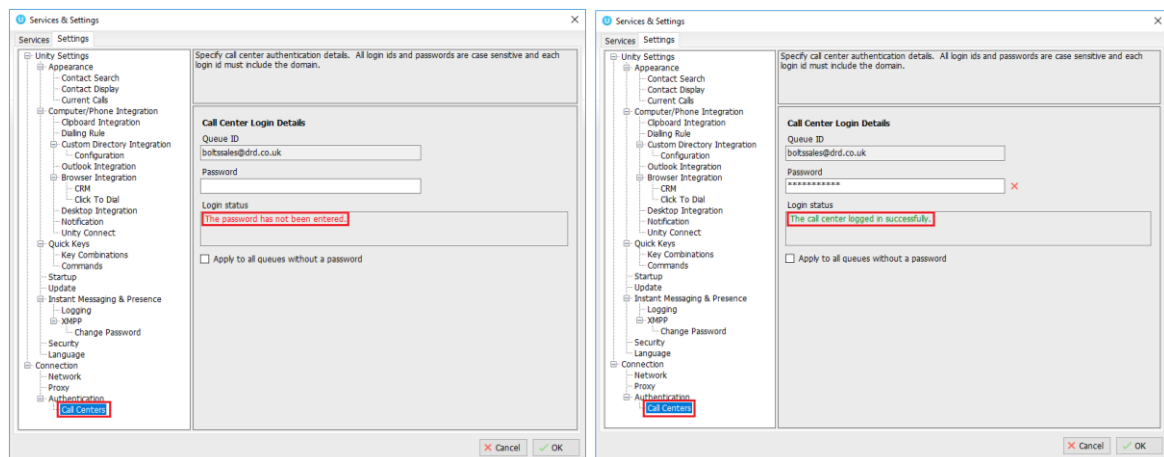 Services & Settings
Services Settings
Unity Settings
Appearance
Contact Search
Contact Display
Current Calls
Computer/Phone Integration
Clipboard Integration
Dialing Rule
Custom Directory Integration
Configuration
Outlook Integration
Browser Integration
CRM
Click To Dial
Desktop Integration
Notification
Unity Connect
Quick Keys
Key Combinations
Commands
Startup
Update
Instant Messaging & Presence
Logging
XMPP
Change Password
Security
Language
Connection
Network
Proxy
Authentication
Call Centers
Specify call center authentication details. All login ids and passwords are case sensitive and each
login id must include the domain.
Call Center Login Details
Queue ID
boltssales@drd.co.uk
Password
Login status
The password has not been entered.
Apply to all queues without a password
Cancel OK
Services & Settings
Services Settings
Unity Settings
Appearance
Contact Search
Contact Display
Current Calls
Computer/Phone Integration
Clipboard Integration
Dialing Rule
Custom Directory Integration
Configuration
Outlook Integration
Browser Integration
CRM
Click To Dial
Desktop Integration
Notification
Unity Connect
Quick Keys
Key Combinations
Commands
Startup
Update
Instant Messaging & Presence
Logging
XMPP
Change Password
Security
Language
Connection
Network
Proxy
Authentication
Call Centers
Specify call center authentication details. All login ids and passwords are case sensitive and each
login id must include the domain.
Call Center Login Details
Queue ID
boltssales@drd.co.uk
Password
***********
Login status
The call center logged in successfully.
Apply to all queues without a password
Cancel OK